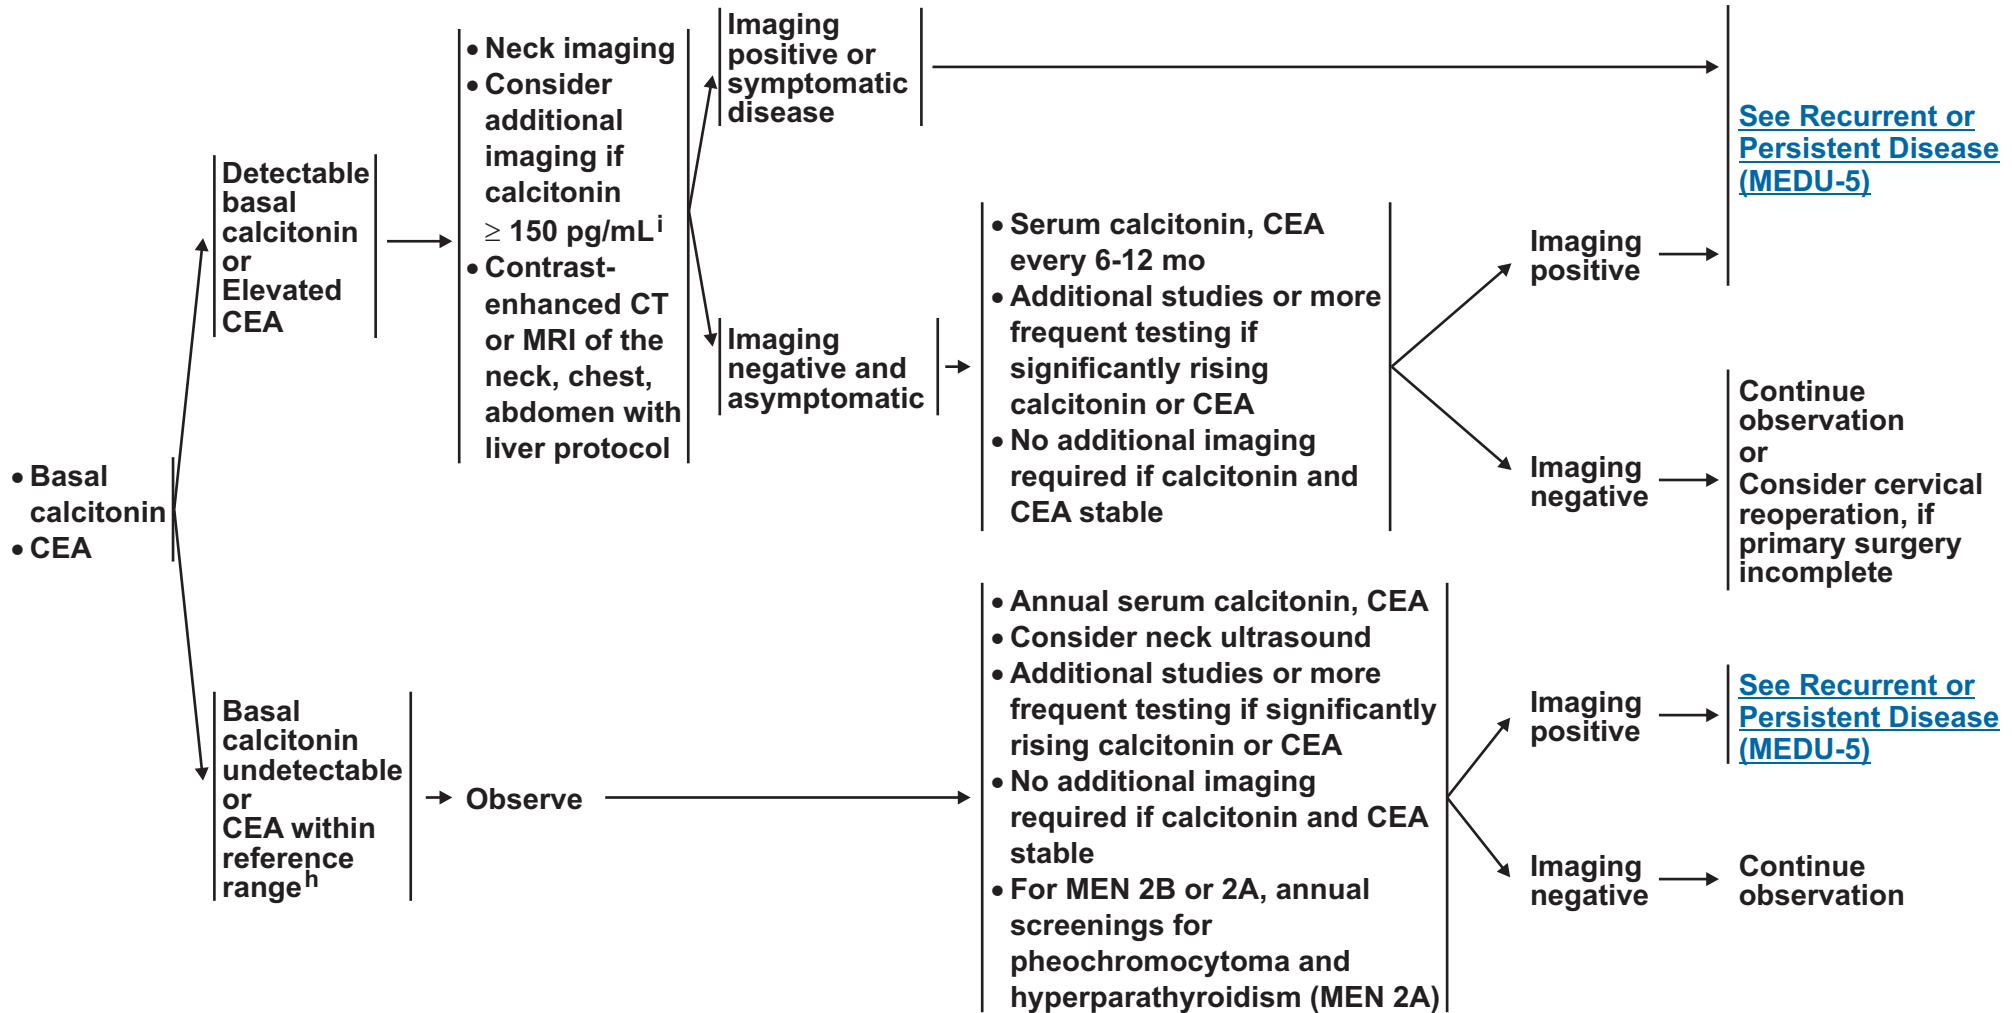 • Basal
calcitonin
• CEA
Detectable
basal
calcitonin
or
Elevated
CEA
• Neck imaging
• Consider
additional
imaging if
calcitonin
≥ 150 pg/mLⁱ
• Contrast-
enhanced CT
or MRI of the
neck, chest,
abdomen with
liver protocol
Imaging
positive or
symptomatic
disease
See Recurrent or
Persistent Disease
(MEDU-5)
Imaging
negative and
asymptomatic
• Serum calcitonin, CEA
every 6-12 mo
• Additional studies or more
frequent testing if
significantly rising
calcitonin or CEA
• No additional imaging
required if calcitonin and
CEA stable
Imaging
positive
Imaging
negative
Continue
observation
or
Consider cervical
reoperation, if
primary surgery
incomplete
Basal
calcitonin
undetectable
or
CEA within
reference
rangeʰ
Observe
• Annual serum calcitonin, CEA
• Consider neck ultrasound
• Additional studies or more
frequent testing if significantly
rising calcitonin or CEA
• No additional imaging
required if calcitonin and CEA
stable
• For MEN 2B or 2A, annual
screenings for
pheochromocytoma and
hyperparathyroidism (MEN 2A)
Imaging
positive
See Recurrent or
Persistent Disease
(MEDU-5)
Imaging
negative
Continue
observation